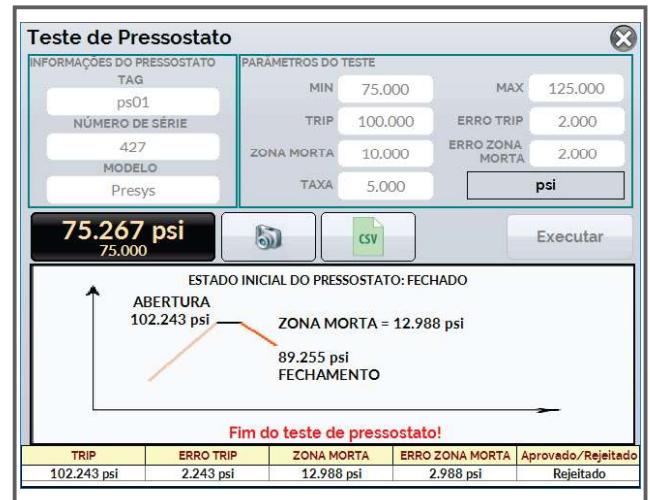 Teste de Pressostato
INFORMAÇÕES DO PRESSOSTATO
TAG
ps01
NÚMERO DE SÉRIE
427
MODELO
Presys
PARÂMETROS DO TESTE
MIN 75.000 MAX 125.000
TRIP 100.000 ERRO TRIP 2.000
ZONA MORTA 10.000 ERRO ZONA
MORTA 2.000
TAXA 5.000 psi
75.267 psi
75.000
CSV
Executar
ESTADO INICIAL DO PRESSOSTATO: FECHADO
ABERTURA
102.243 psi
ZONA MORTA = 12.988 psi
89.255 psi
FECHAMENTO
Fim do teste de pressostato!
TRIP ERRO TRIP ZONA MORTA ERRO ZONA MORTA Aprovado/Rejeitado
102.243 psi 2.243 psi 12.988 psi 2.988 psi Rejeitado